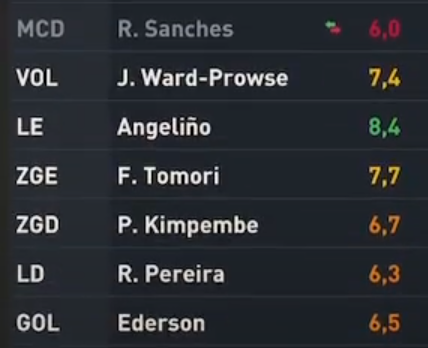 MCD R. Sanches 6,0
VOL J. Ward-Prowse 7,4
LE Angeliño 8,4
ZGE F. Tomori 7,7
ZGD P. Kimpembe 6,7
LD R. Pereira 6,3
GOL Ederson 6,5